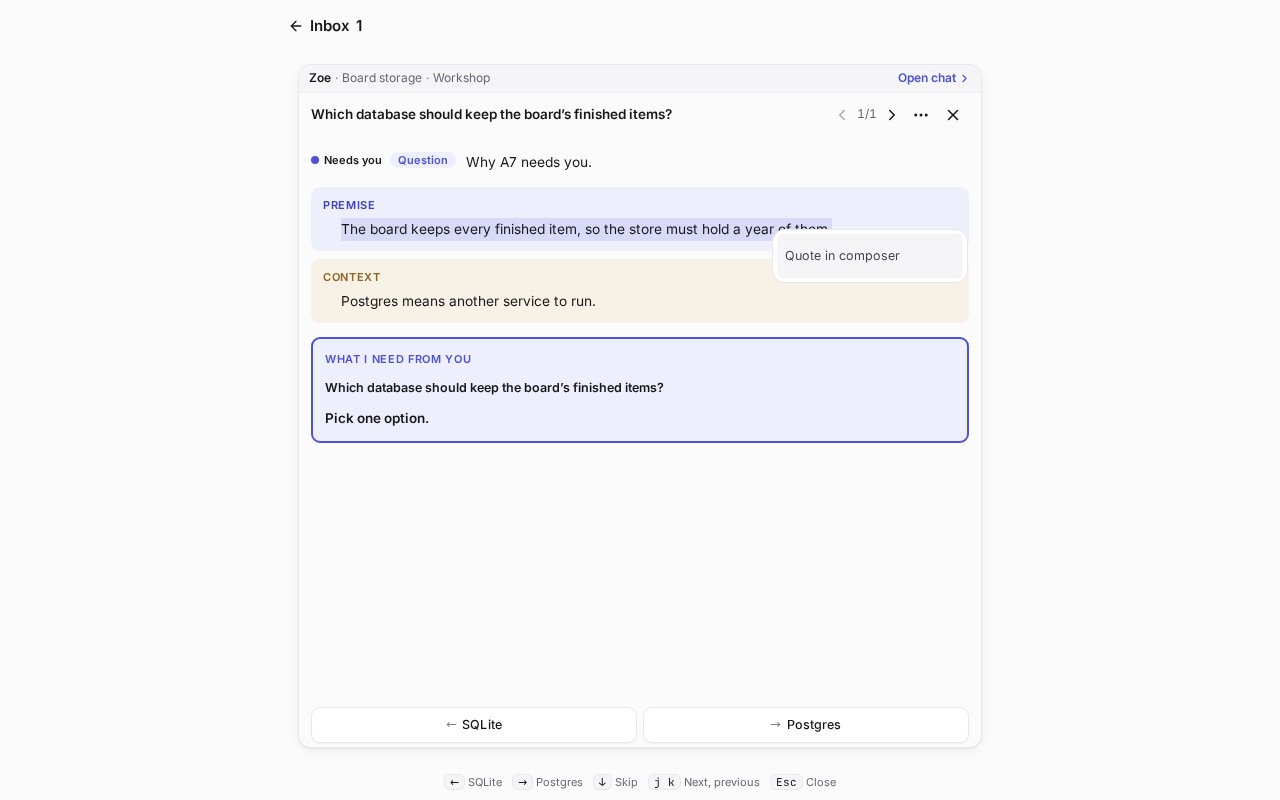 ← Inbox 1
Zoe · Board storage · Workshop
Open chat
Which database should keep the board’s finished items?
1/1
Needs you
Question
Why A7 needs you.
PREMISE
The board keeps every finished item, so the store must hold a year of them.
Quote in composer
CONTEXT
Postgres means another service to run.
WHAT I NEED FROM YOU
Which database should keep the board’s finished items?
Pick one option.
← SQLite
→ Postgres
← SQLite → Postgres ↓ Skip j k Next, previous Esc Close